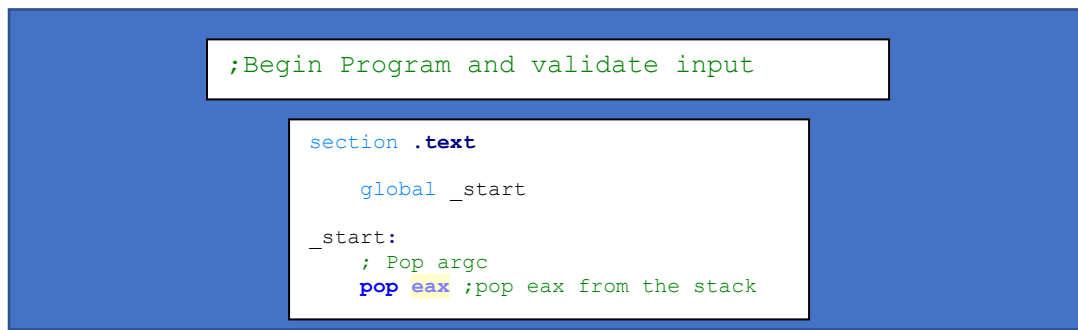 ;Begin Program and validate input
section .text
global _start
_start:
; Pop argc
pop eax ;pop eax from the stack